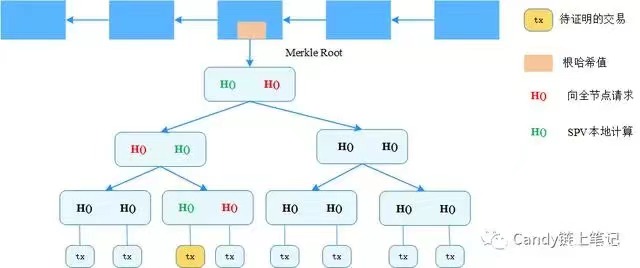 Merkle Root
H() H()
H() H()
H() H()
H() H()
H() H()
H() H()
H() H()
tx tx tx tx tx tx tx tx
tx 待证明的交易
根哈希值
H() 向全节点请求
H() SPV本地计算
Candy链上笔记